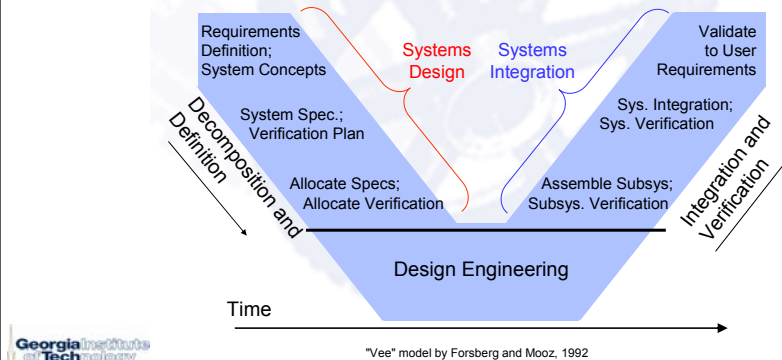 Requirements
Definition;
System Concepts
System Spec.;
Verification Plan
Allocate Specs;
Allocate Verification
Decomposition and
Definition
Systems
Design
Systems
Integration
Validate
to User
Requirements
Sys. Integration;
Sys. Verification
Assemble Subsys;
Subsys. Verification
Integration and
Verification
Design Engineering
Time
Georgia Institute
of Technology
"Vee" model by Forsberg and Mooz, 1992